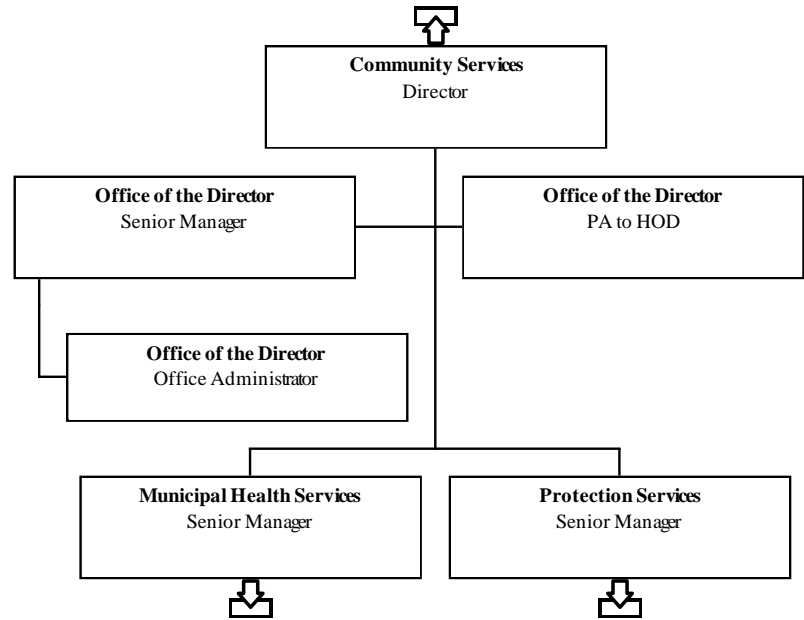 Community Services
Director
Office of the Director
Senior Manager
Office of the Director
PA to HOD
Office of the Director
Office Administrator
Municipal Health Services
Senior Manager
Protection Services
Senior Manager